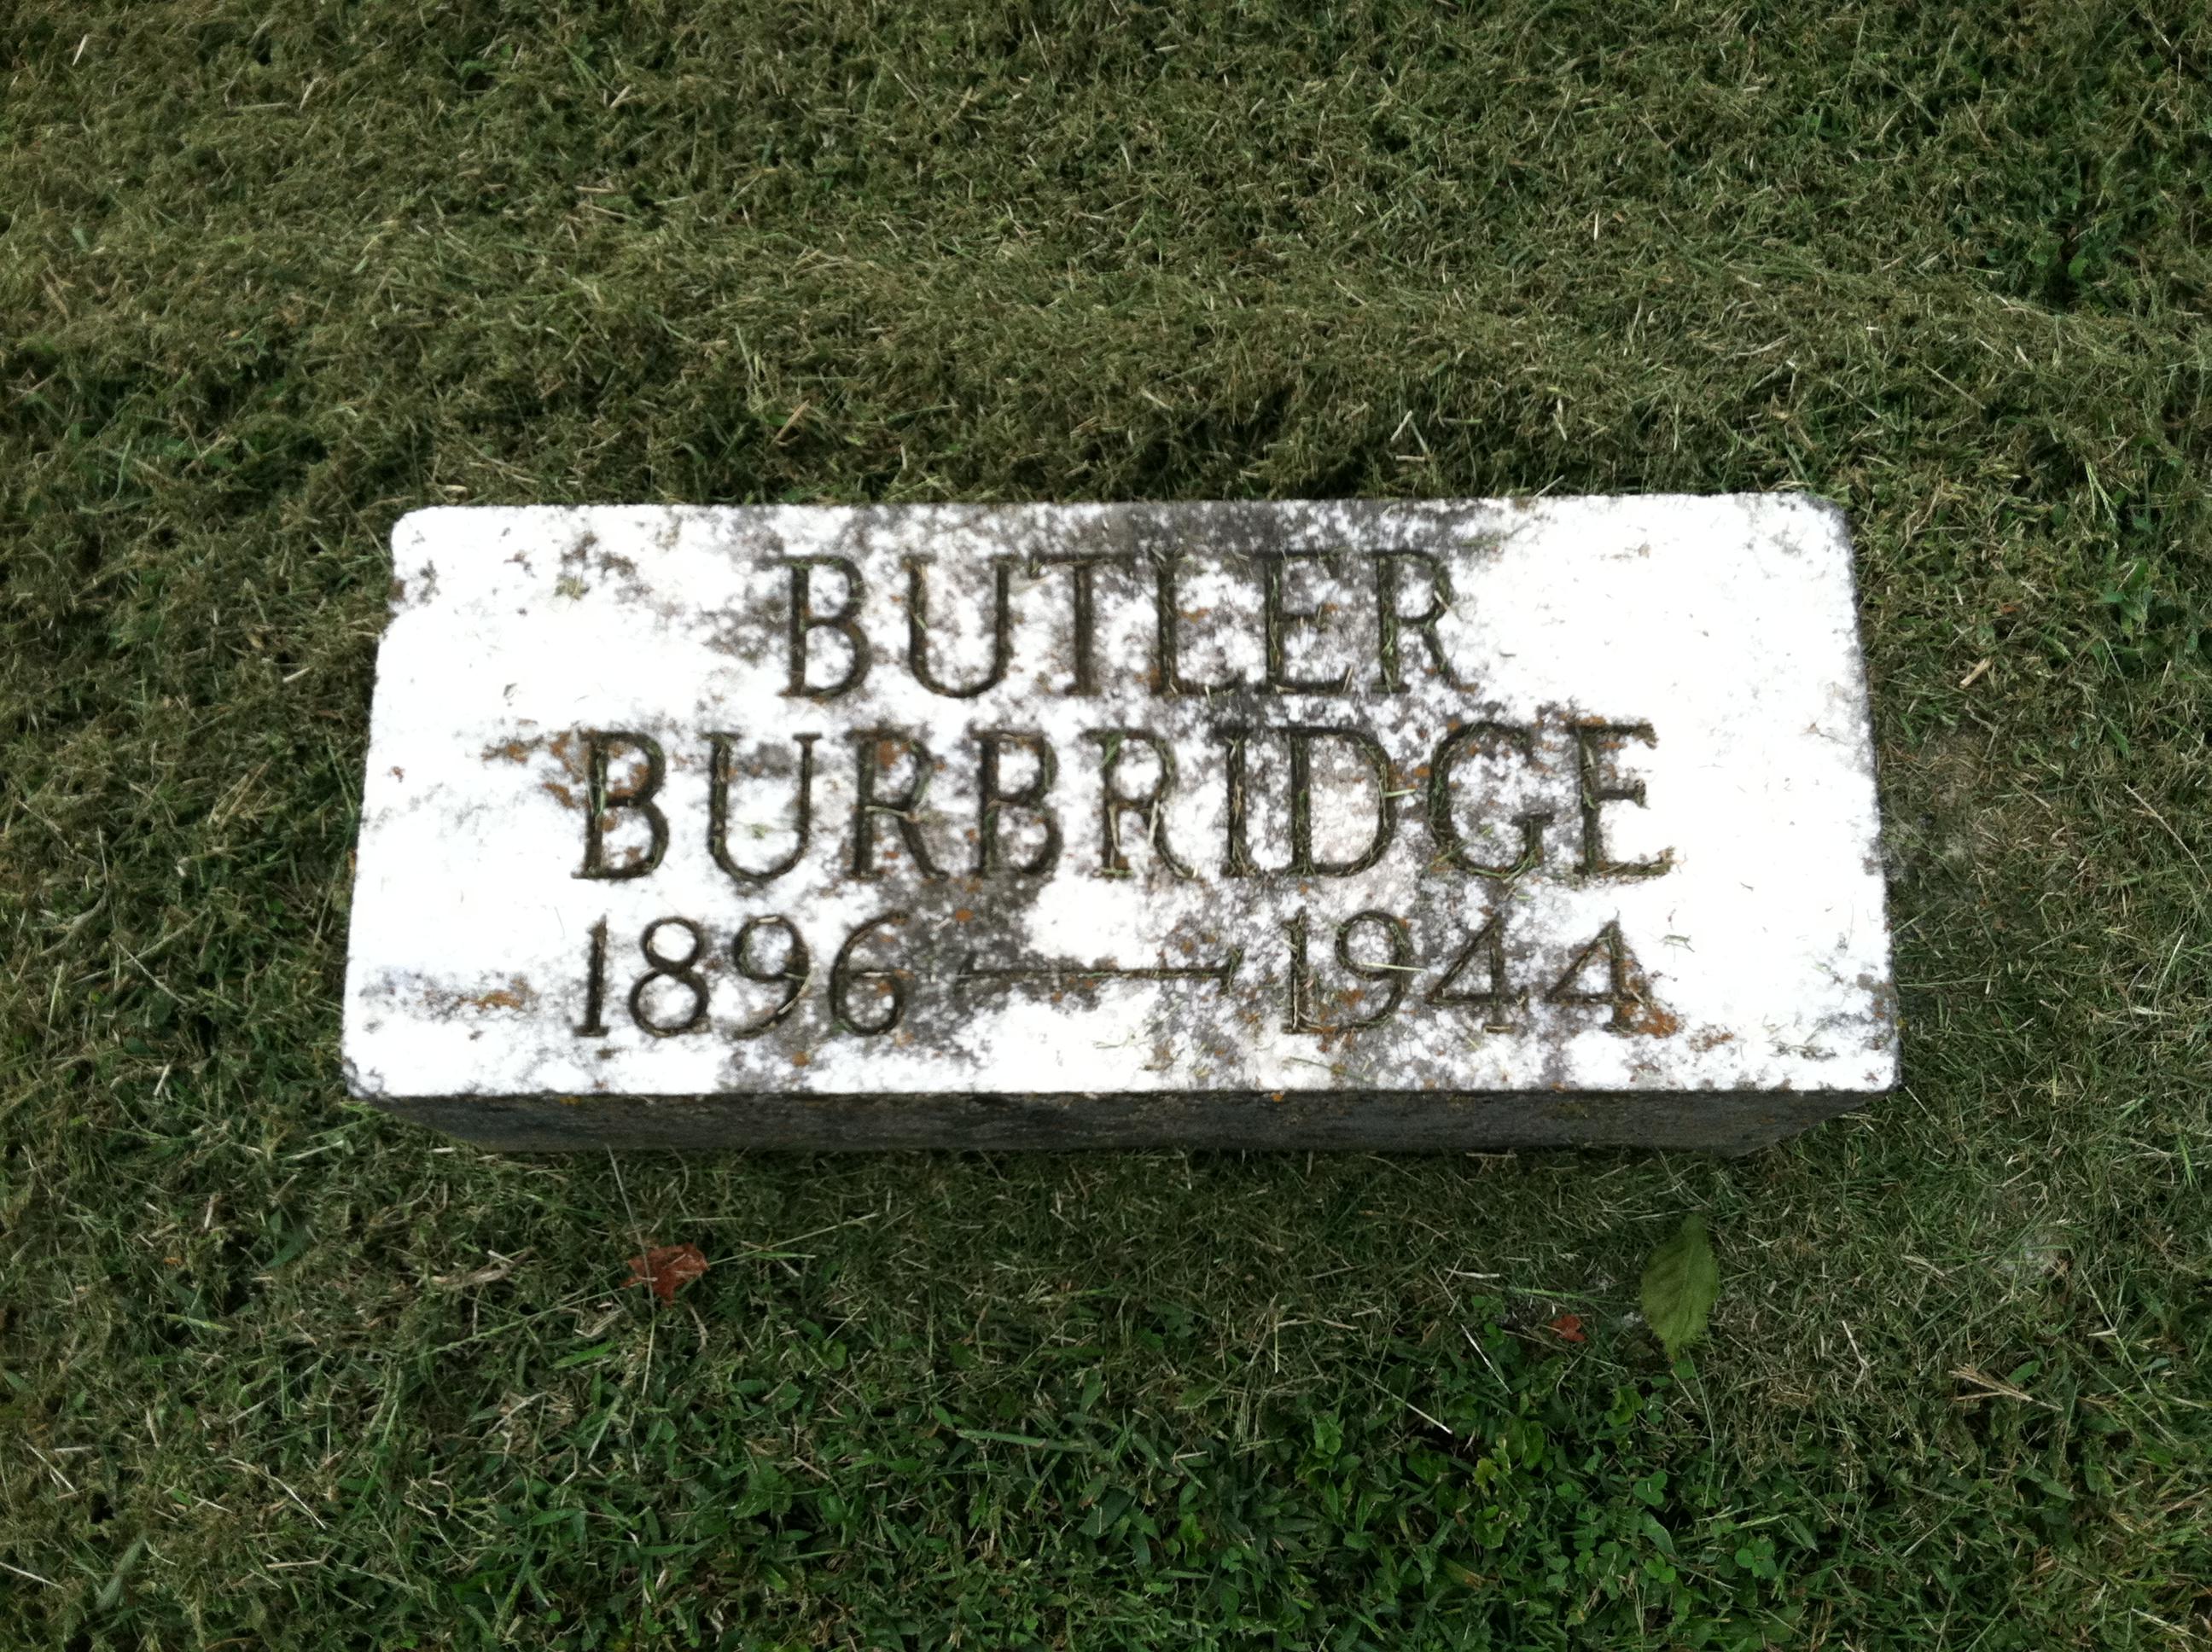 BUTLER
BURBRIDGE
1896 — 1944